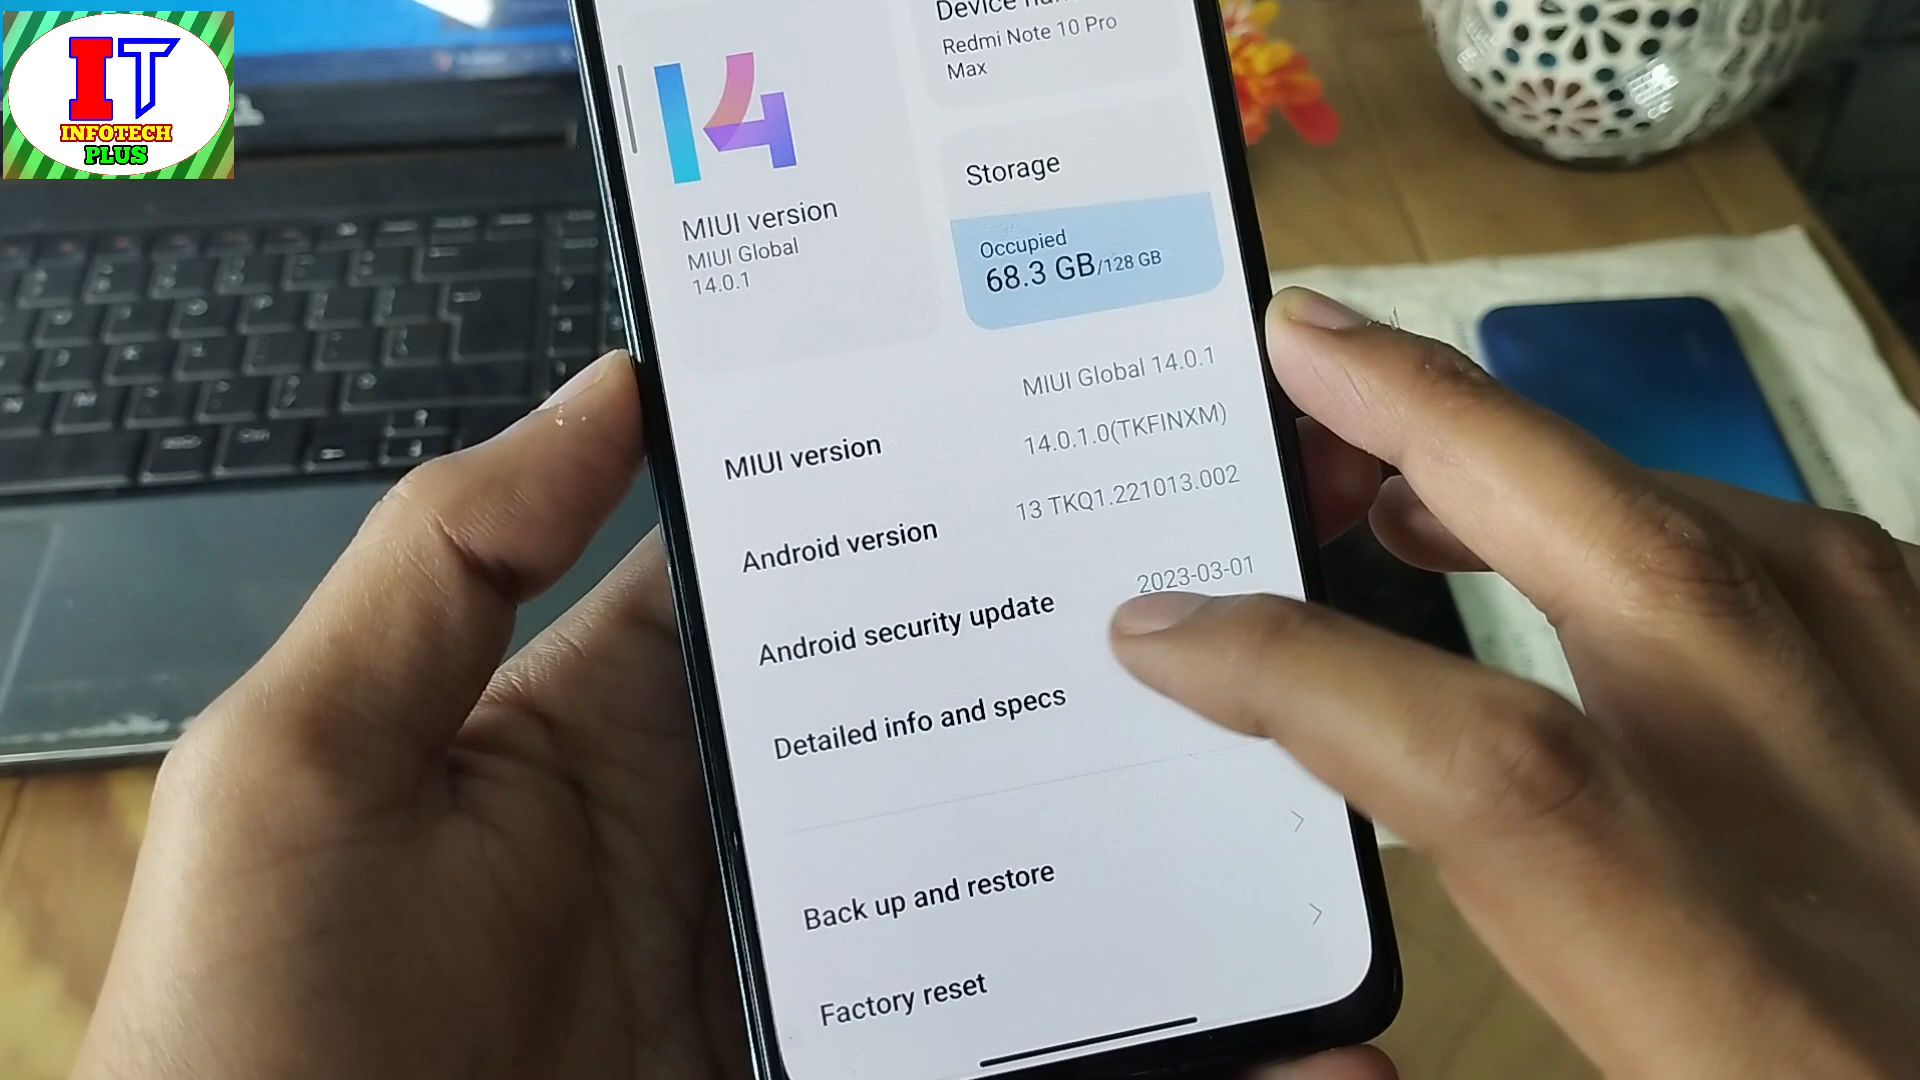 IT
INFOTECH
PLUS
Device
Redmi Note 10 Pro
Max
14
MIUI version
MIUI Global
14.0.1
Storage
Occupied
68.3 GB/128 GB
MIUI version
MIUI Global 14.0.1
14.0.1.0(TKFINXM)
Android version
13 TKQ1.221013.002
Android security update
2023-03-01
Detailed info and specs
Back up and restore
Factory reset